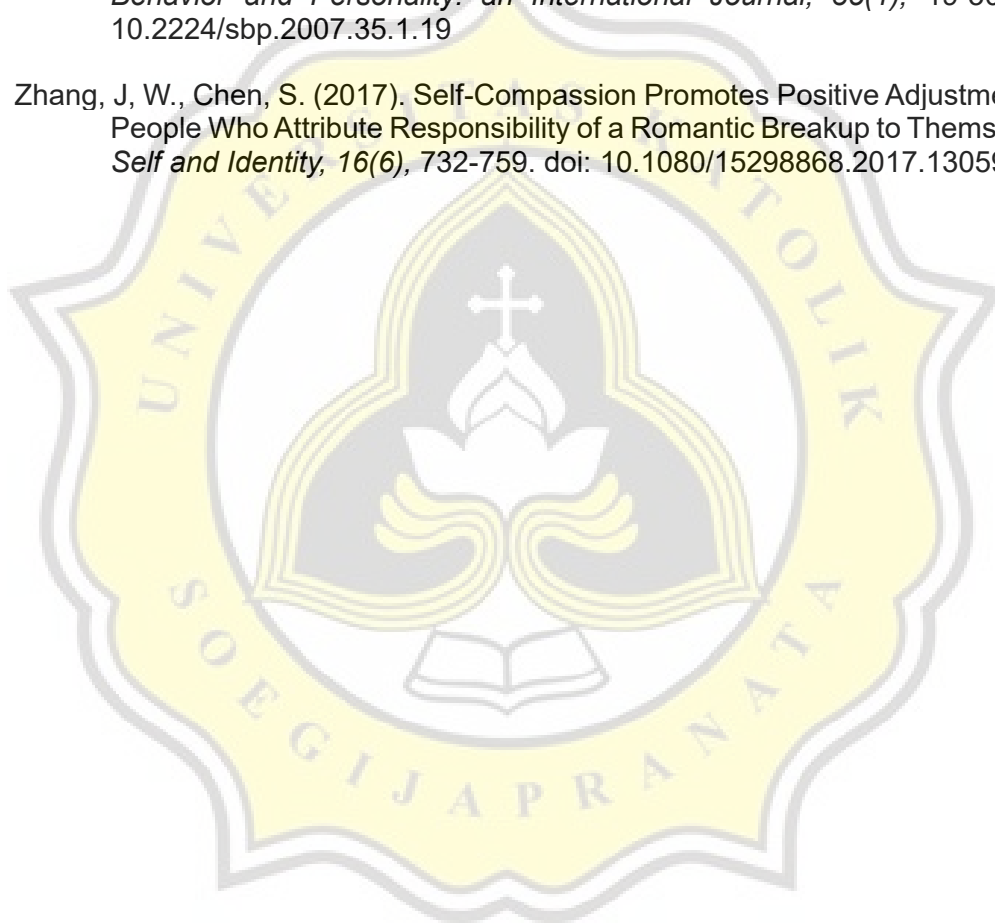 Behavior and Personality: an International Journal, 35(1),
10.2224/sbp.2007.35.1.19
Zhang, J, W., Chen, S. (2017). Self-Compassion Promotes Positive Adjustme
People Who Attribute Responsibility of a Romantic Breakup to Thems
Self and Identity, 16(6), 732-759. doi: 10.1080/15298868.2017.13059
UNIVERSITAS KATOLIK
SOEGIJAPRANATA